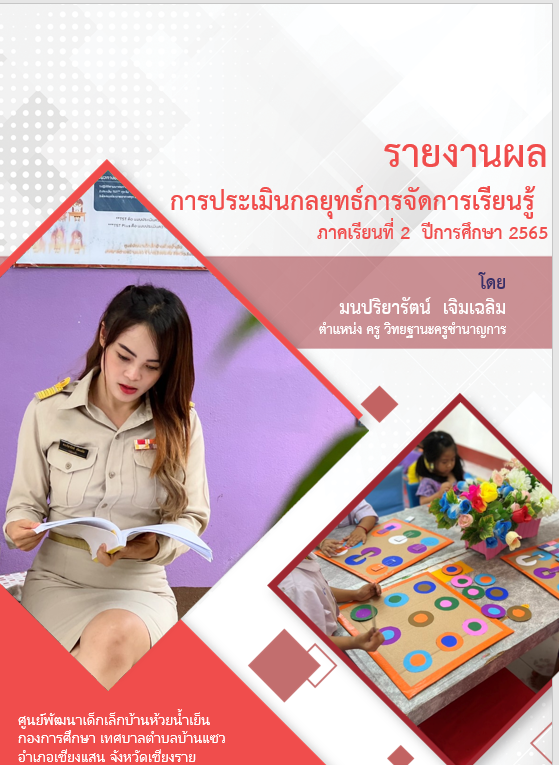 รายงานผล
การประเมินกลยุทธ์การจัดการเรียนรู้
ภาคเรียนที่ 2 ปีการศึกษา 2565
โดย
มนปริยารัตน์ เจิมเฉลิม
ตำแหน่ง ครู วิทยฐานะครูชำนาญการ
ศูนย์พัฒนาเด็กเล็กบ้านห้วยน้ำเย็น
กองการศึกษา เทศบาลตำบลบ้านแซว
อำเภอเชียงแสน จังหวัดเชียงราย